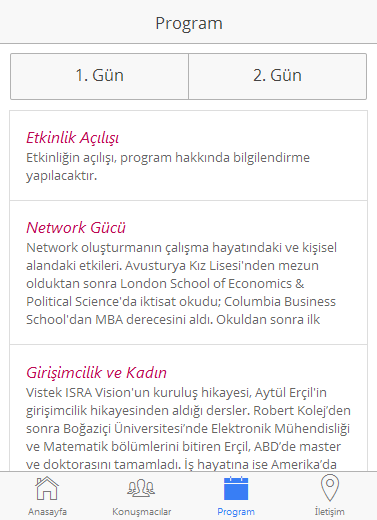 Program
1. Gün
2. Gün
Etkinlik Açılışı
Etkinliğin açılışı, program hakkında bilgilendirme
yapılacaktır.
Network Gücü
Network oluşturmanın çalışma hayatındaki ve kişisel
alandaki etkileri. Avusturya Kız Lisesi'nden mezun
olduktan sonra London School of Economics &
Political Science'da iktisat okudu; Columbia Business
School'dan MBA derecesini aldı. Okuldan sonra ilk
Girişimcilik ve Kadın
Vistek ISRA Vision'un kuruluş hikayesi, Aytül Erçil'in
girişimcilik hikayesinden aldığı dersler. Robert Kolej’den
sonra Boğaziçi Üniversitesi’nde Elektronik Mühendisliği
ve Matematik bölümlerini bitiren Erçil, ABD’de master
ve doktorasını tamamladı. İş hayatına ise Amerika’da
Anasayfa
Konuşmacılar
Program
İletişim